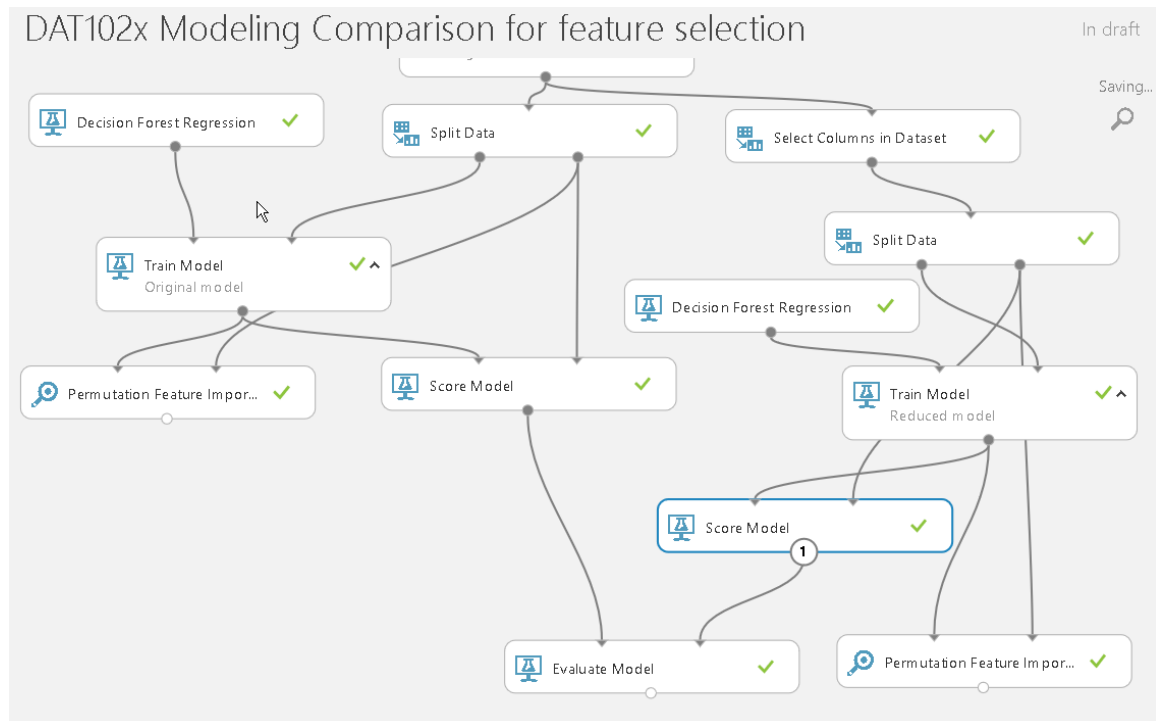 DAT102x Modeling Comparison for feature selection
In draft
Saving...
Decision Forest Regression
Split Data
Select Columns in Dataset
Split Data
Train Model
Original model
Decision Forest Regression
Permutation Feature Impor...
Score Model
Train Model
Reduced model
Score Model
1
Evaluate Model
Permutation Feature Impor...